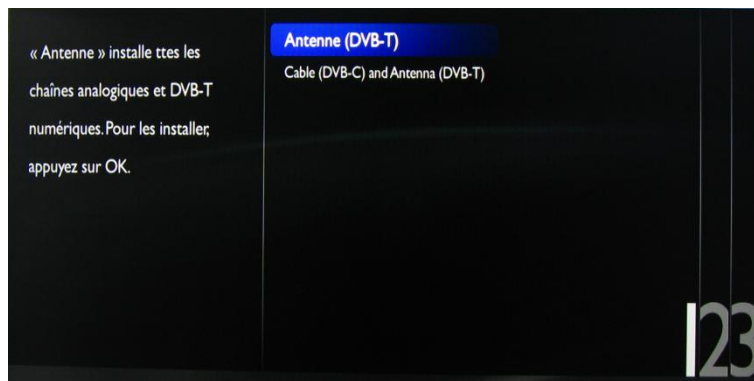 « Antenne » installe ttes les
chaînes analogiques et DVB-T
numériques.Pour les installer,
appuyez sur OK.
Antenne (DVB-T)
Cable (DVB-C) and Antenna (DVB-T)
123